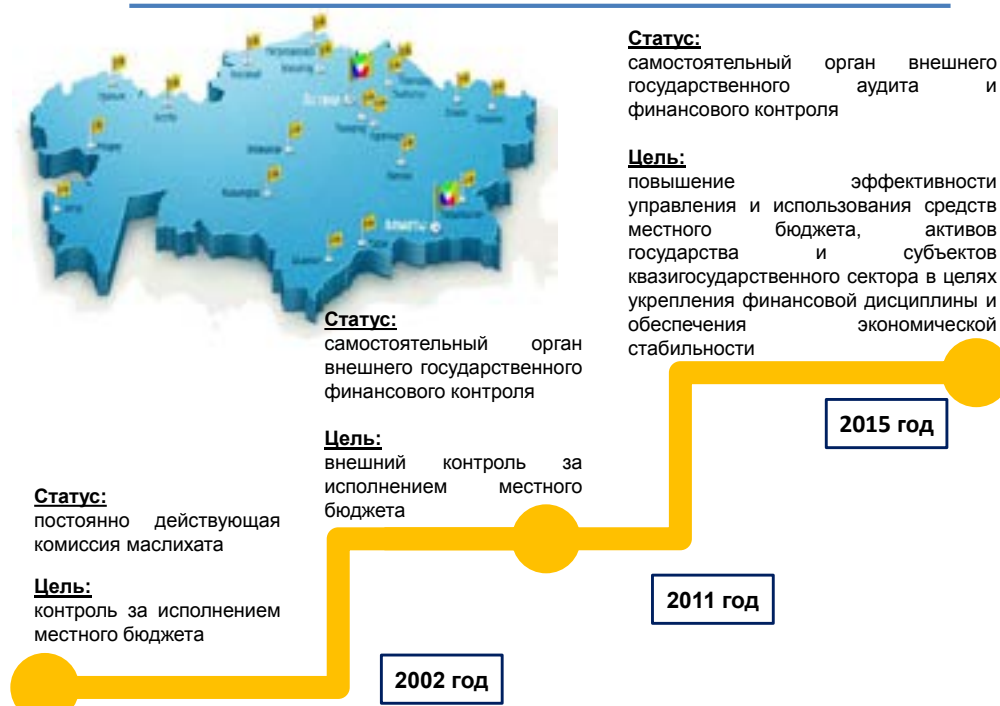 Статус:
самостоятельный орган внешнего
государственного аудита и
финансового контроля
Цель:
повышение эффективности
управления и использования средств
местного бюджета, активов
государства и субъектов
квазигосударственного сектора в целях
укрепления финансовой дисциплины и
обеспечения экономической
стабильности
Статус:
самостоятельный орган
внешнего государственного
финансового контроля
Цель:
внешний контроль за
исполнением местного
бюджета
Статус:
постоянно действующая
комиссия маслихата
Цель:
контроль за исполнением
местного бюджета
2015 год
2011 год
2002 год